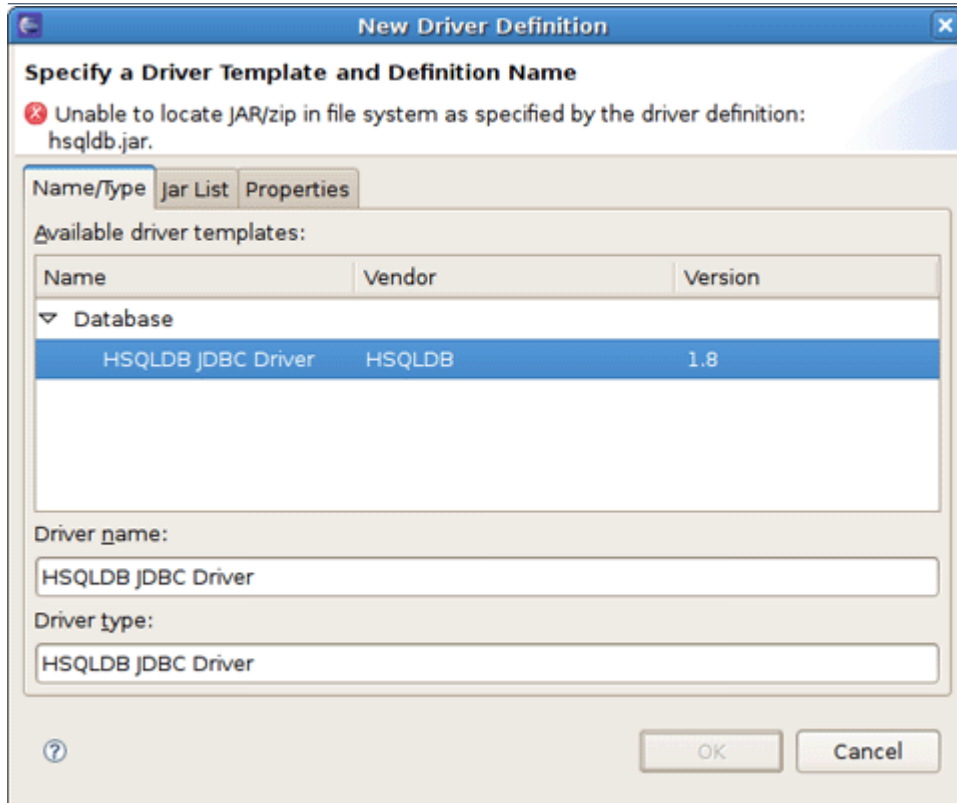 New Driver Definition
Specify a Driver Template and Definition Name
Unable to locate JAR/zip in file system as specified by the driver definition:
hsqldb.jar.
Name/Type Jar List Properties
Available driver templates:
Name Vendor Version
Database
HSQLDB JDBC Driver HSQLDB 1.8
Driver name:
HSQLDB JDBC Driver
Driver type:
HSQLDB JDBC Driver
OK Cancel